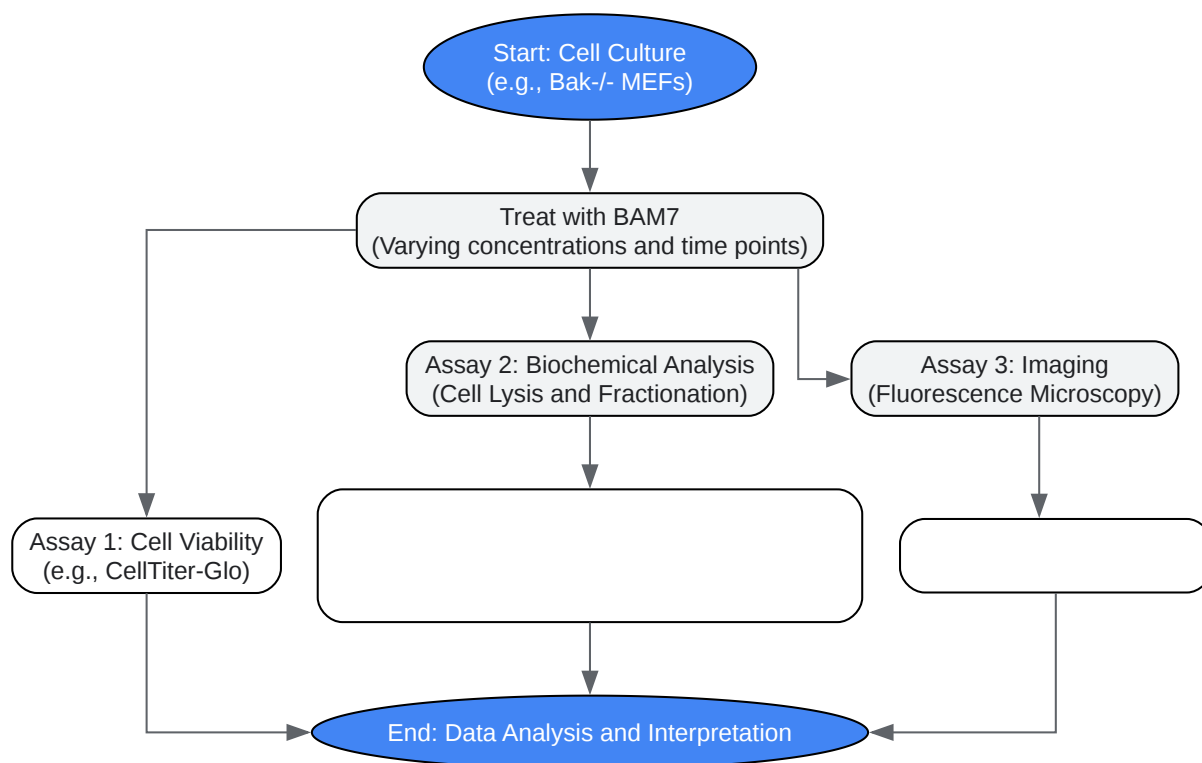 Start: Cell Culture
(e.g., Bak-/- MEFs)
Treat with BAM7
(Varying concentrations and time points)
Assay 2: Biochemical Analysis
(Cell Lysis and Fractionation)
Assay 3: Imaging
(Fluorescence Microscopy)
Assay 1: Cell Viability
(e.g., CellTiter-Glo)
End: Data Analysis and Interpretation